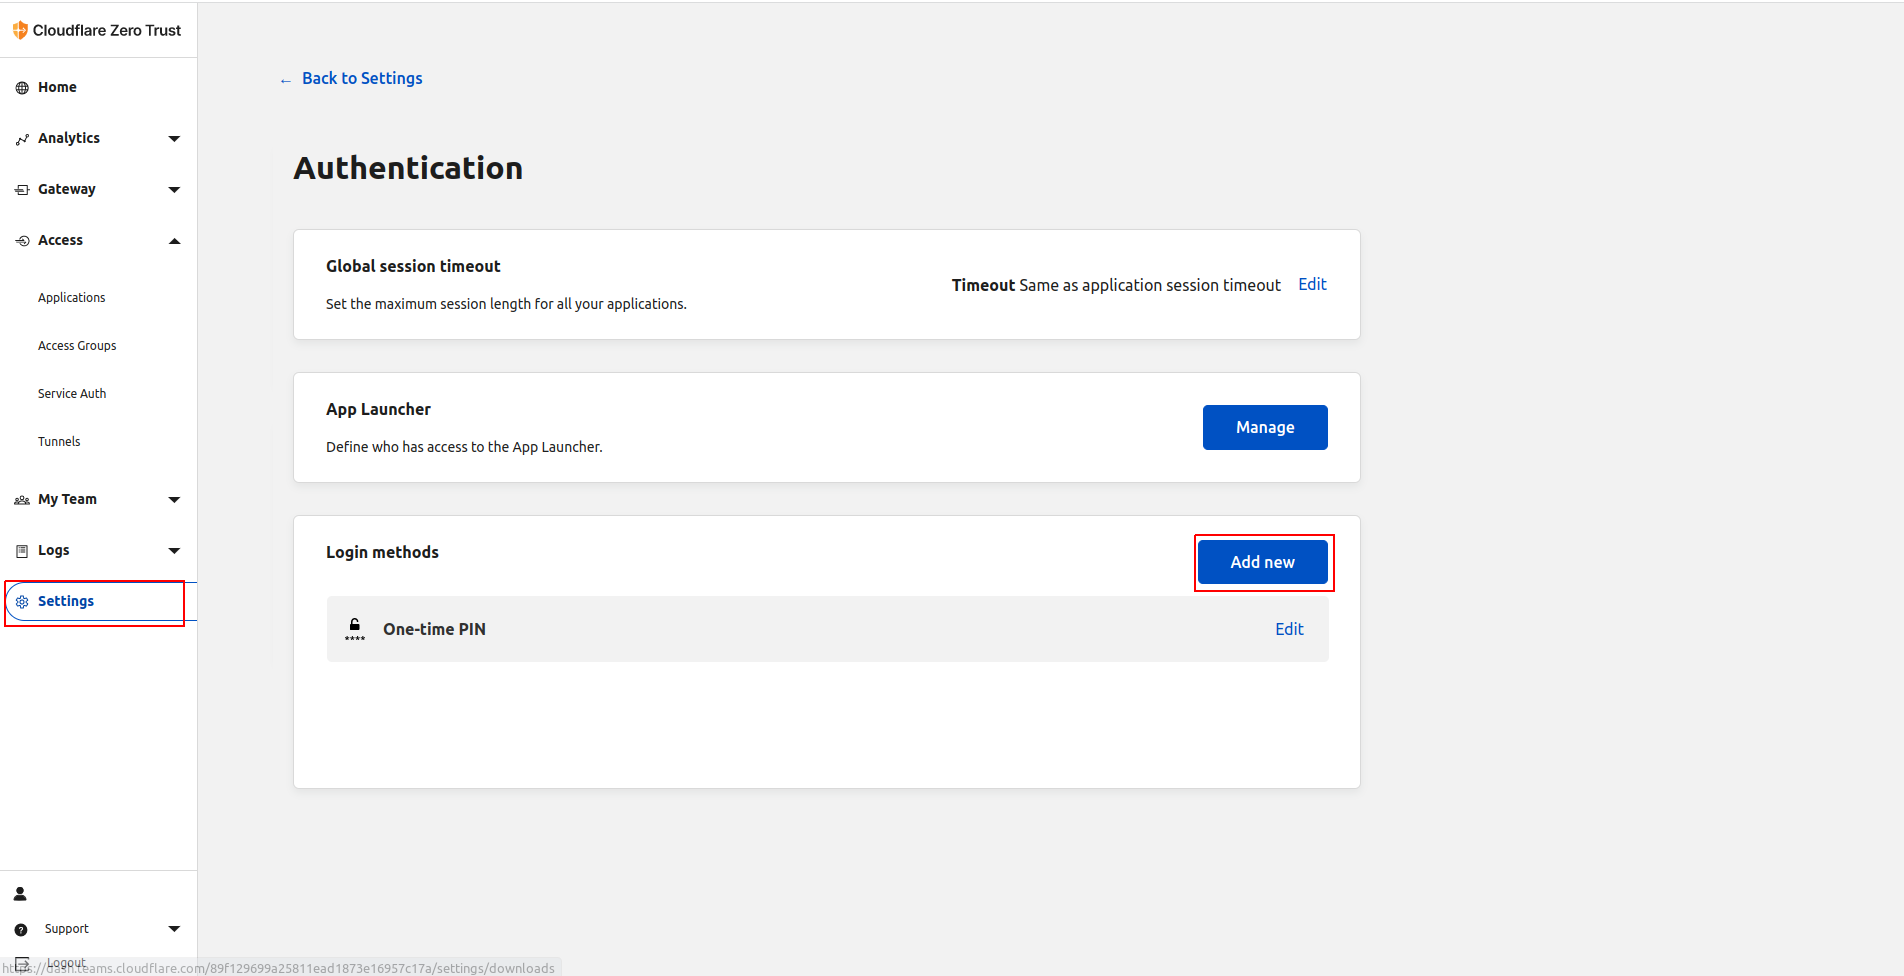 Cloudflare Zero Trust
Home
Analytics
Gateway
Access
Applications
Access Groups
Service Auth
Tunnels
My Team
Logs
Settings
Support
Logout
https://dash.teams.cloudflare.com/89f129699a25811ead1873e16957c17a/settings/downloads
← Back to Settings
Authentication
Global session timeout
Set the maximum session length for all your applications.
Timeout Same as application session timeout Edit
App Launcher
Define who has access to the App Launcher.
Manage
Login methods
Add new
**** One-time PIN Edit